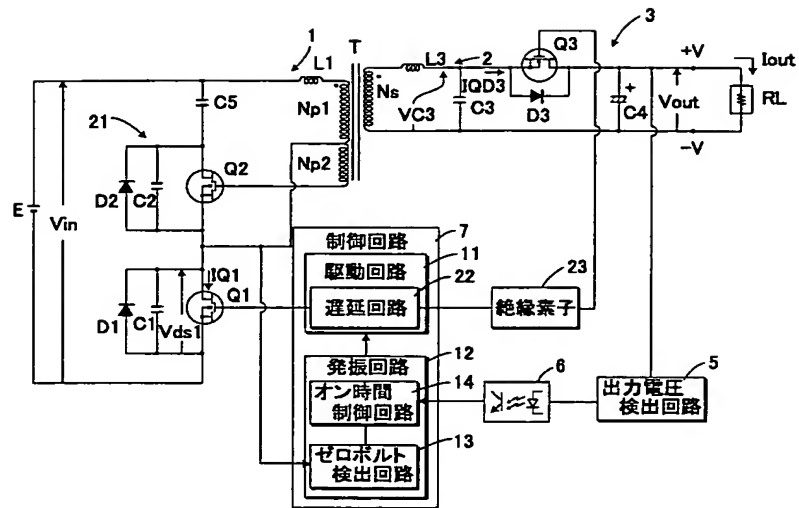 1
T
L1
L3
2
Q3
3
+V
Iout
C5
IQD3
21
Np1
Ns
VC3
C3
D3
C4
+
Vout
RL
Np2
-V
Q2
D2
C2
E
Vin
7
制御回路
11
駆動回路
22
遅延回路
23
絶縁素子
IQ1
Q1
D1
C1
Vds1
12
発振回路
14
オン時間
制御回路
6
5
出力電圧
検出回路
13
ゼロボルト
検出回路